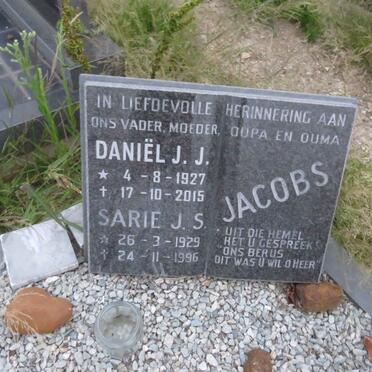 IN LIEFDEVOLLE HERINNERING AAN
ONS VADER, MOEDER, OUPA EN OUMA
DANIËL J. J.
★ 4 - 8 - 1927
† 17 - 10 - 2015
SARIE J. S.
★ 26 - 3 - 1929
† 24 - 11 - 1996
JACOBS
"UIT DIE HEMEL
HET U GESPREEK
ONS BERUS
DIT WAS U WIL O HEER"